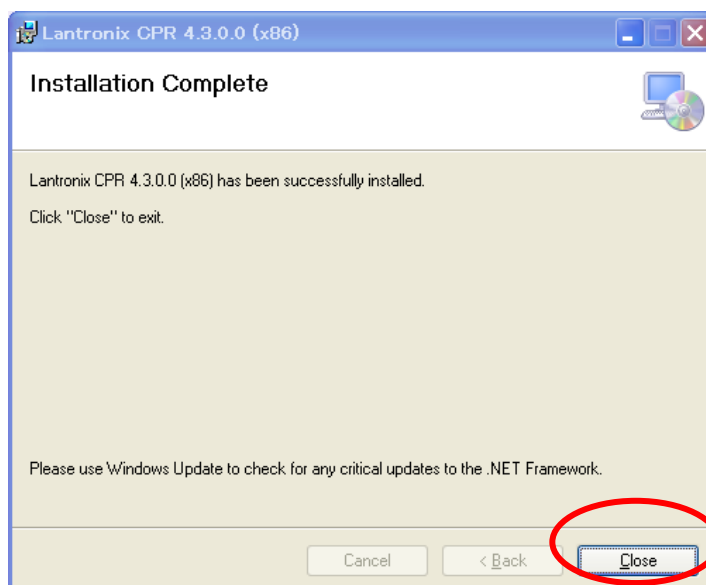 Lantronix CPR 4.3.0.0 (x86)
Installation Complete
Lantronix CPR 4.3.0.0 (x86) has been successfully installed.
Click "Close" to exit.
Please use Windows Update to check for any critical updates to the .NET Framework.
Cancel
< Back
Close